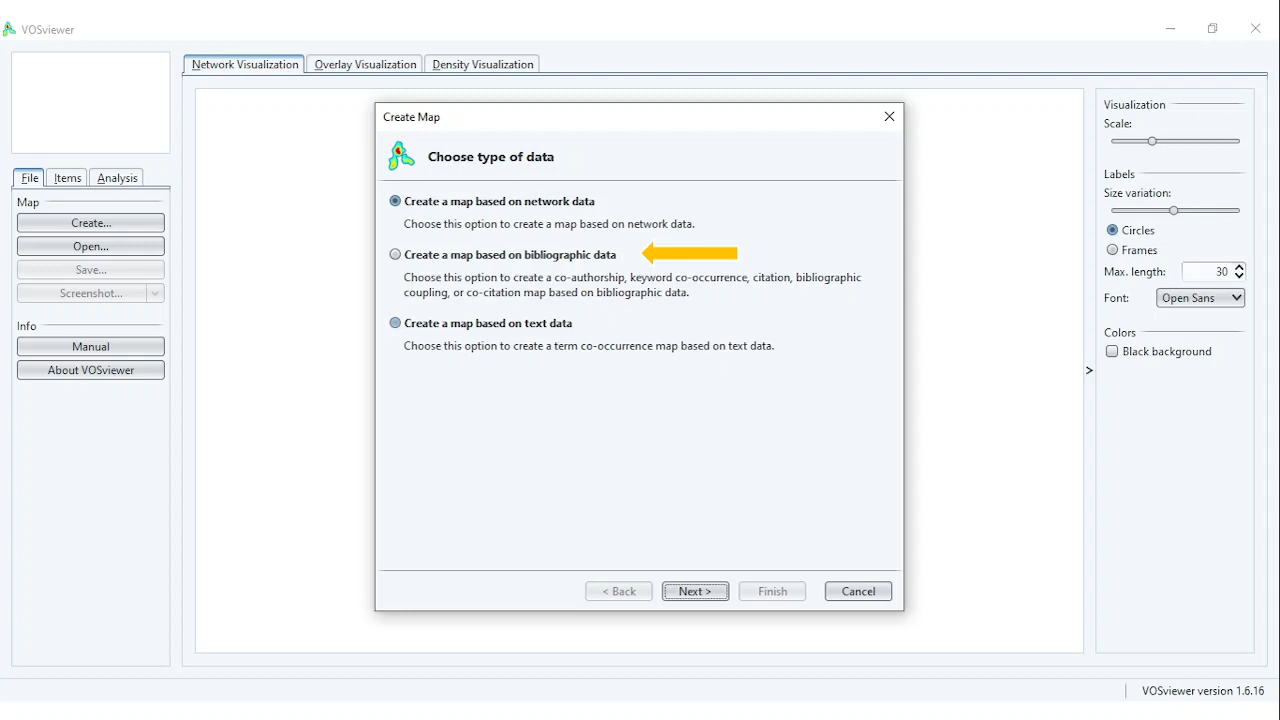 VOSviewer
Network Visualization
Overlay Visualization
Density Visualization
File
Items
Analysis
Map
Create...
Open...
Save...
Screenshot...
Info
Manual
About VOSviewer
Create Map
Choose type of data
Create a map based on network data
Choose this option to create a map based on network data.
Create a map based on bibliographic data
Choose this option to create a co-authorship, keyword co-occurrence, citation, bibliographic
coupling, or co-citation map based on bibliographic data.
Create a map based on text data
Choose this option to create a term co-occurrence map based on text data.
< Back
Next >
Finish
Cancel
>
Visualization
Scale:
Labels
Size variation:
Circles
Frames
Max. length: 30
Font: Open Sans
Colors
Black background
VOSviewer version 1.6.16